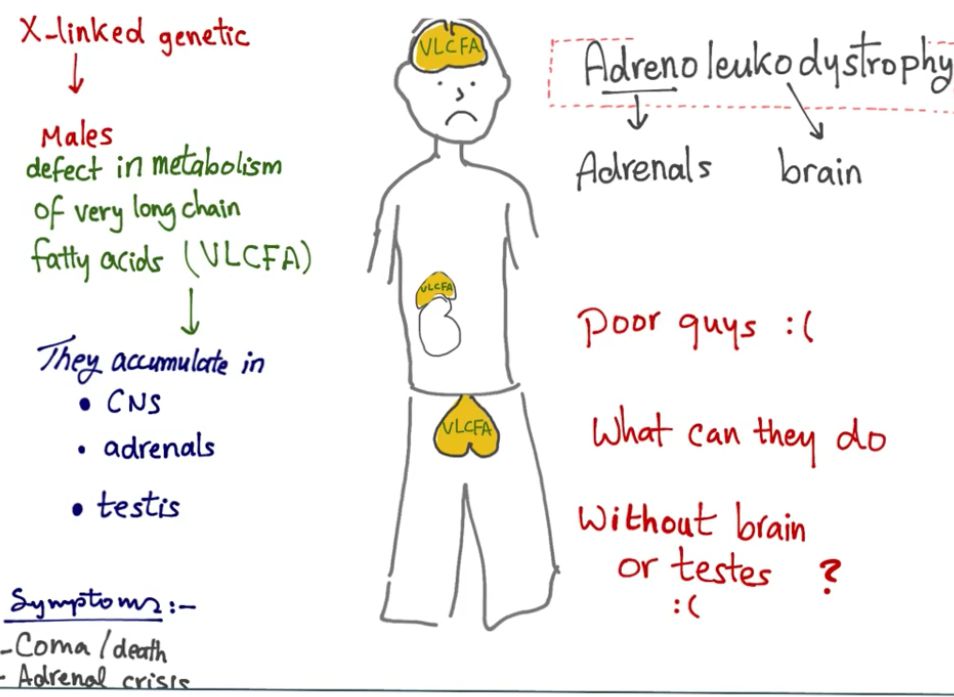 X-linked genetic
Males
defect in metabolism
of very long chain
fatty acids (VLCFA)
They accumulate in
• CNS
• adrenals
• testis
Symptoms:-
- Coma / death
- Adrenal crisis
VLCFA
VLCFA
VLCFA
Adrenoleukodystrophy
Adrenals brain
Poor guys :(
What can they do
Without brain
or testes ?
:(